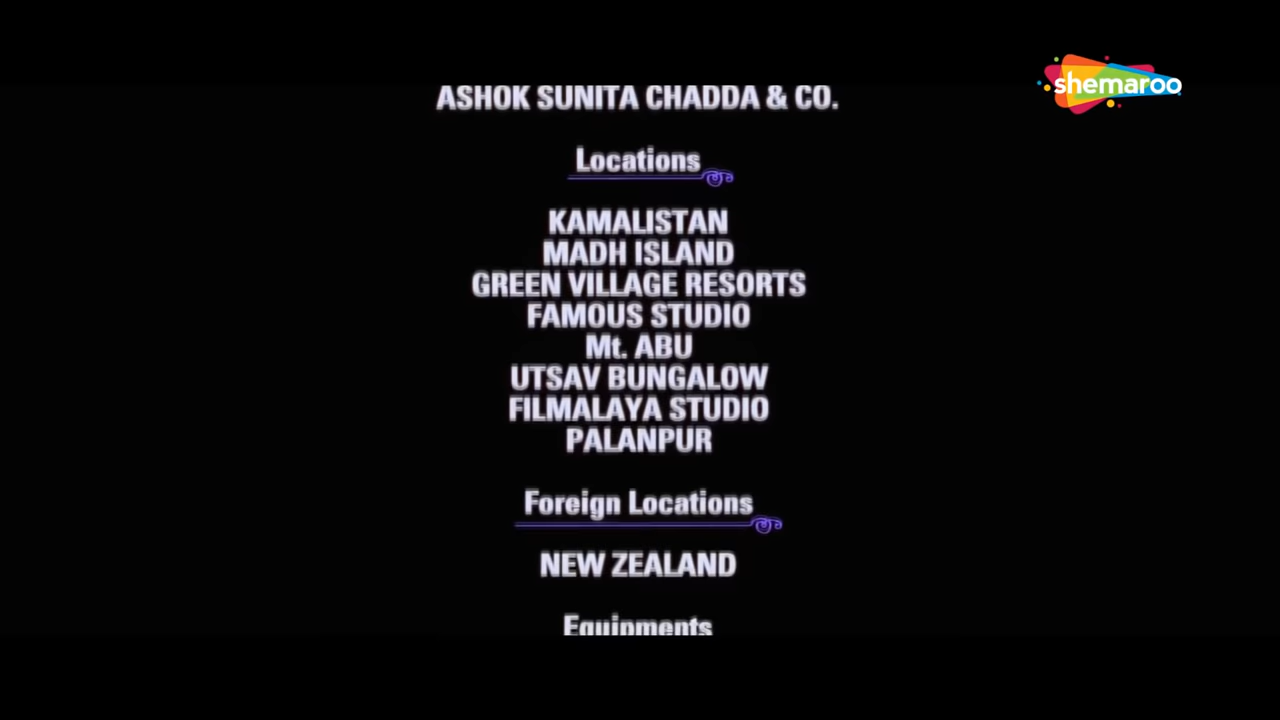 shemaroo
ASHOK SUNITA CHADDA & CO.
Locations
KAMALISTAN
MADH ISLAND
GREEN VILLAGE RESORTS
FAMOUS STUDIO
Mt. ABU
UTSAV BUNGALOW
FILMALAYA STUDIO
PALANPUR
Foreign Locations
NEW ZEALAND
Equipments